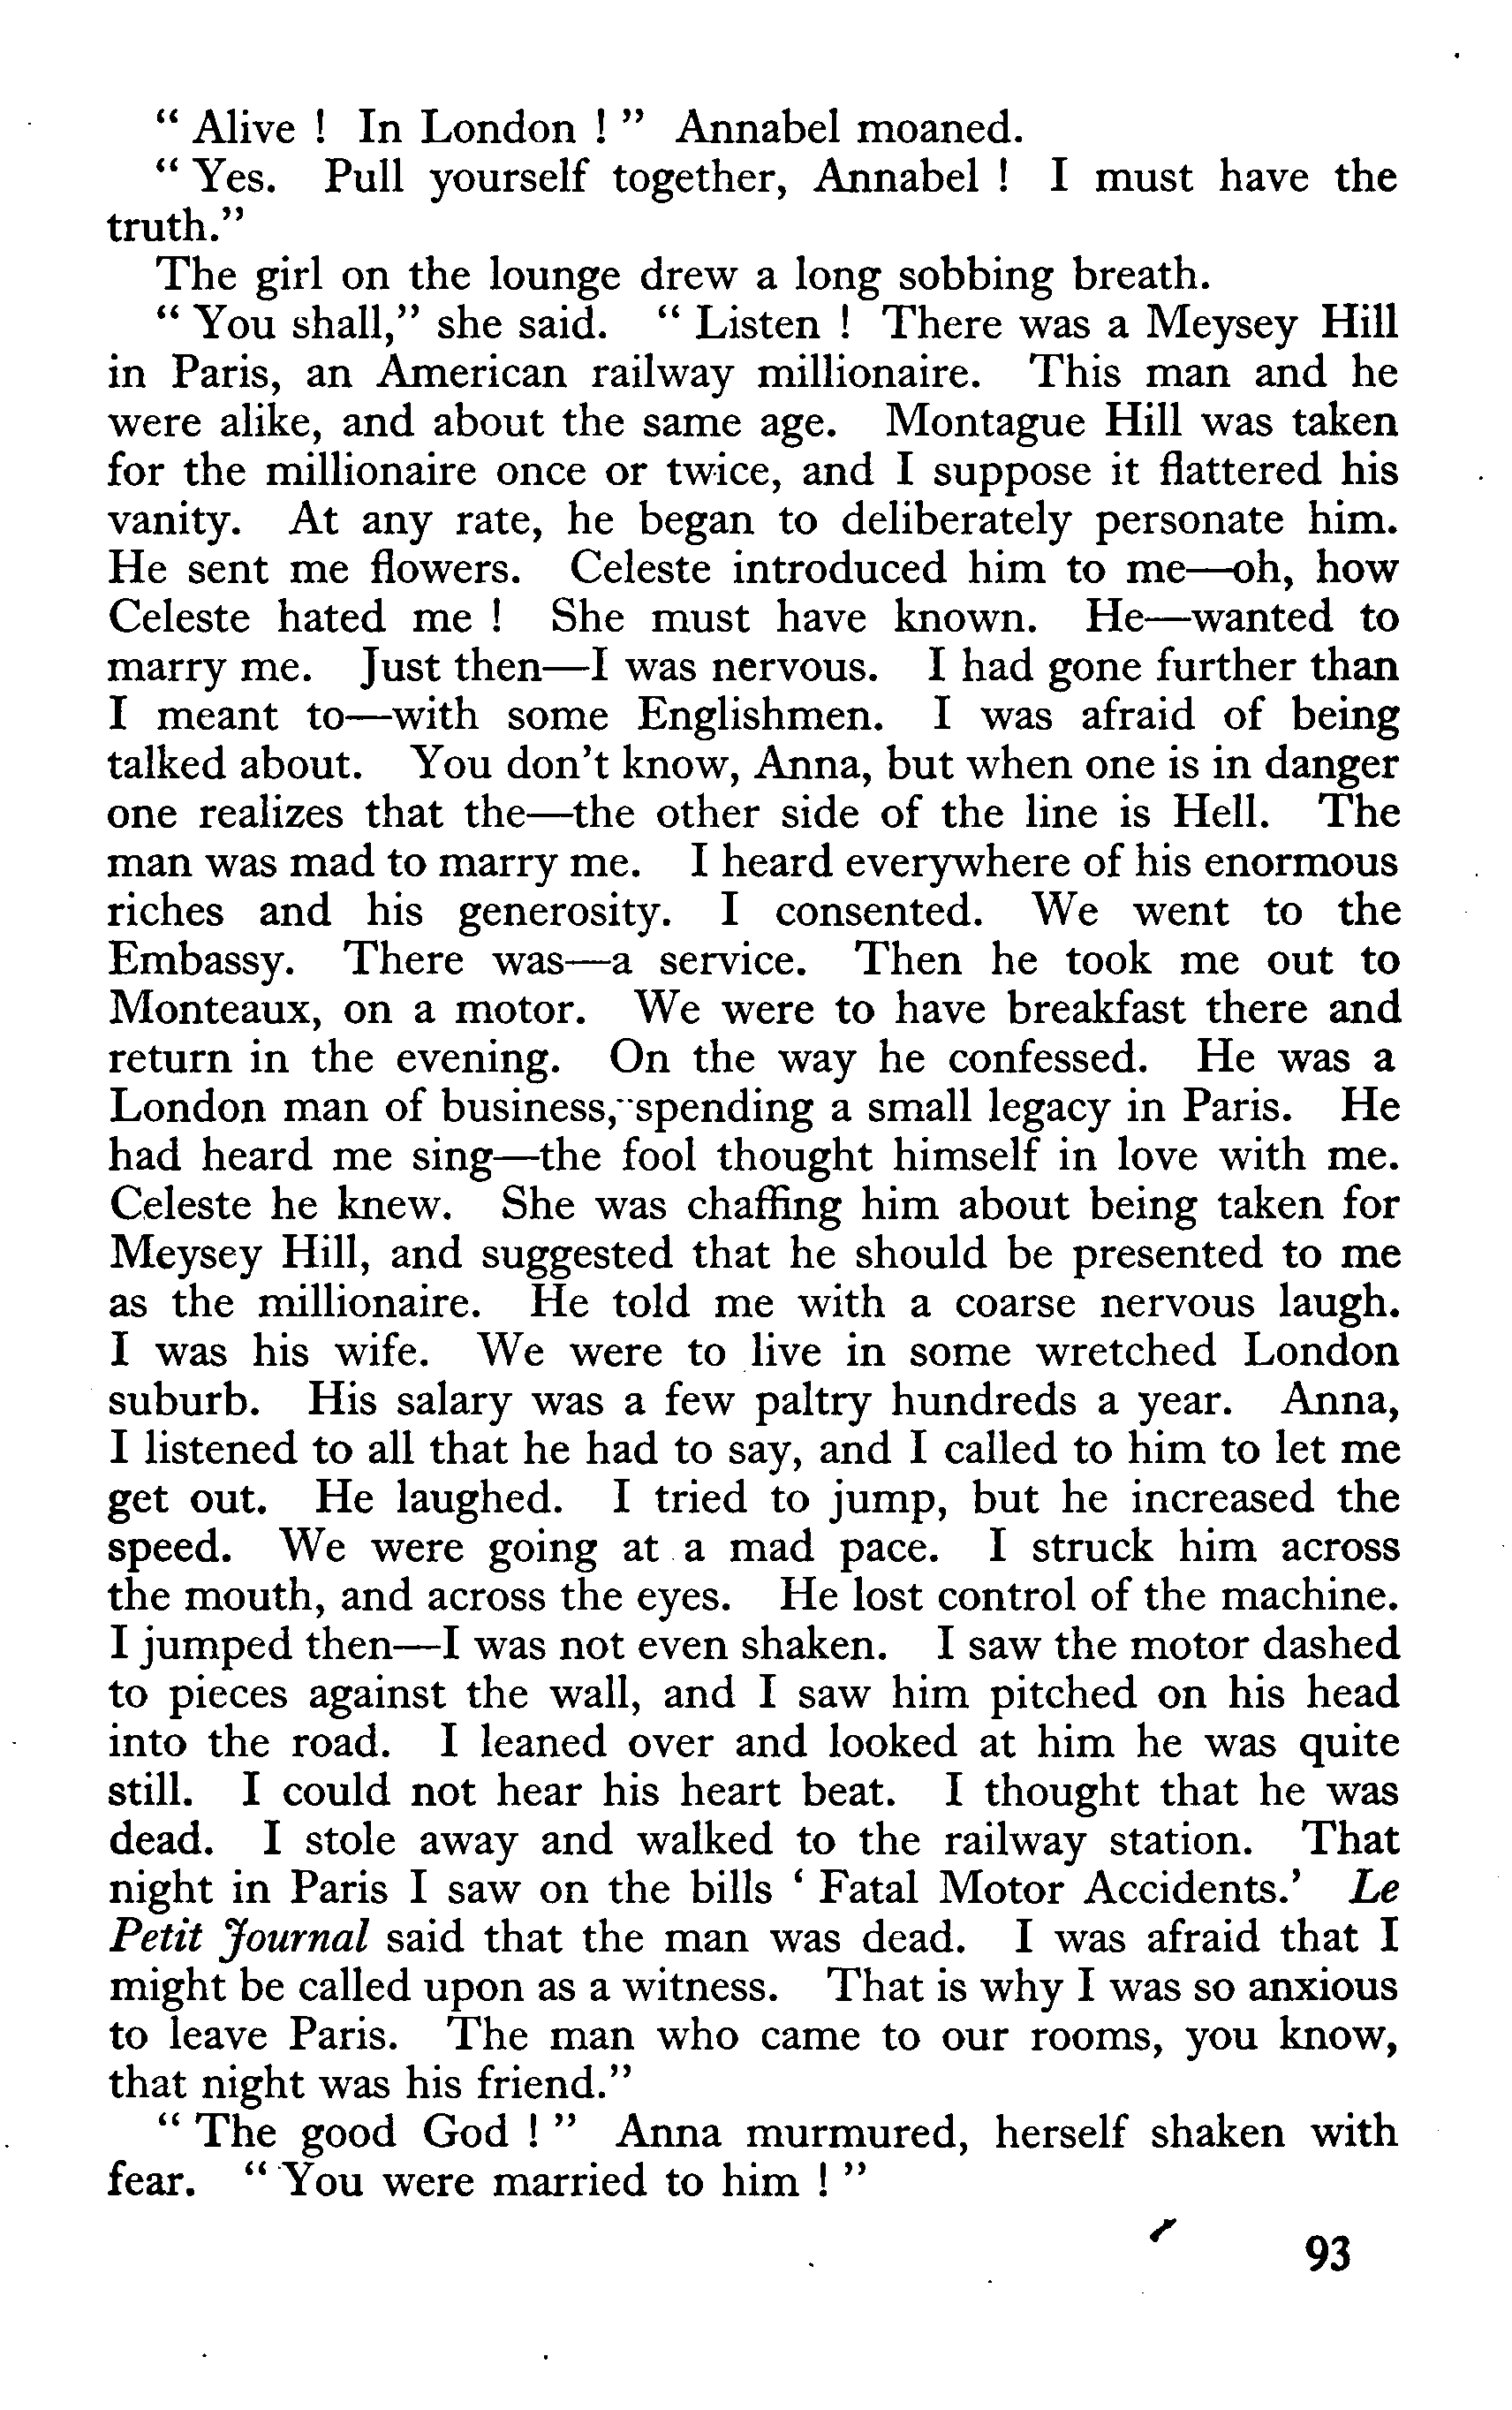 “ Alive ! In London ! ” Annabel moaned.
“ Yes. Pull yourself together, Annabel ! I must have the
truth.”
The girl on the lounge drew a long sobbing breath.
“ You shall,” she said. “ Listen ! There was a Meysey Hill
in Paris, an American railway millionaire. This man and he
were alike, and about the same age. Montague Hill was taken
for the millionaire once or twice, and I suppose it flattered his
vanity. At any rate, he began to deliberately personate him.
He sent me flowers. Celeste introduced him to me—oh, how
Celeste hated me ! She must have known. He—wanted to
marry me. Just then—I was nervous. I had gone further than
I meant to—with some Englishmen. I was afraid of being
talked about. You don’t know, Anna, but when one is in danger
one realizes that the—the other side of the line is Hell. The
man was mad to marry me. I heard everywhere of his enormous
riches and his generosity. I consented. We went to the
Embassy. There was—a service. Then he took me out to
Monteaux, on a motor. We were to have breakfast there and
return in the evening. On the way he confessed. He was a
London man of business, spending a small legacy in Paris. He
had heard me sing—the fool thought himself in love with me.
Celeste he knew. She was chaffing him about being taken for
Meysey Hill, and suggested that he should be presented to me
as the millionaire. He told me with a coarse nervous laugh.
I was his wife. We were to live in some wretched London
suburb. His salary was a few paltry hundreds a year. Anna,
I listened to all that he had to say, and I called to him to let me
get out. He laughed. I tried to jump, but he increased the
speed. We were going at a mad pace. I struck him across
the mouth, and across the eyes. He lost control of the machine.
I jumped then—I was not even shaken. I saw the motor dashed
to pieces against the wall, and I saw him pitched on his head
into the road. I leaned over and looked at him he was quite
still. I could not hear his heart beat. I thought that he was
dead. I stole away and walked to the railway station. That
night in Paris I saw on the bills ‘ Fatal Motor Accidents.’ Le
Petit Journal said that the man was dead. I was afraid that I
might be called upon as a witness. That is why I was so anxious
to leave Paris. The man who came to our rooms, you know,
that night was his friend.”
“ The good God ! ” Anna murmured, herself shaken with
fear. “ You were married to him ! ”
93